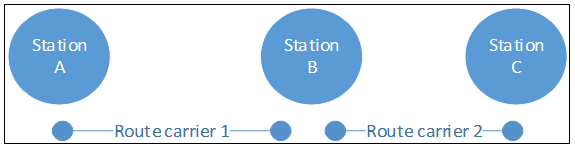 Station
A
Station
B
Station
C
Route carrier 1
Route carrier 2